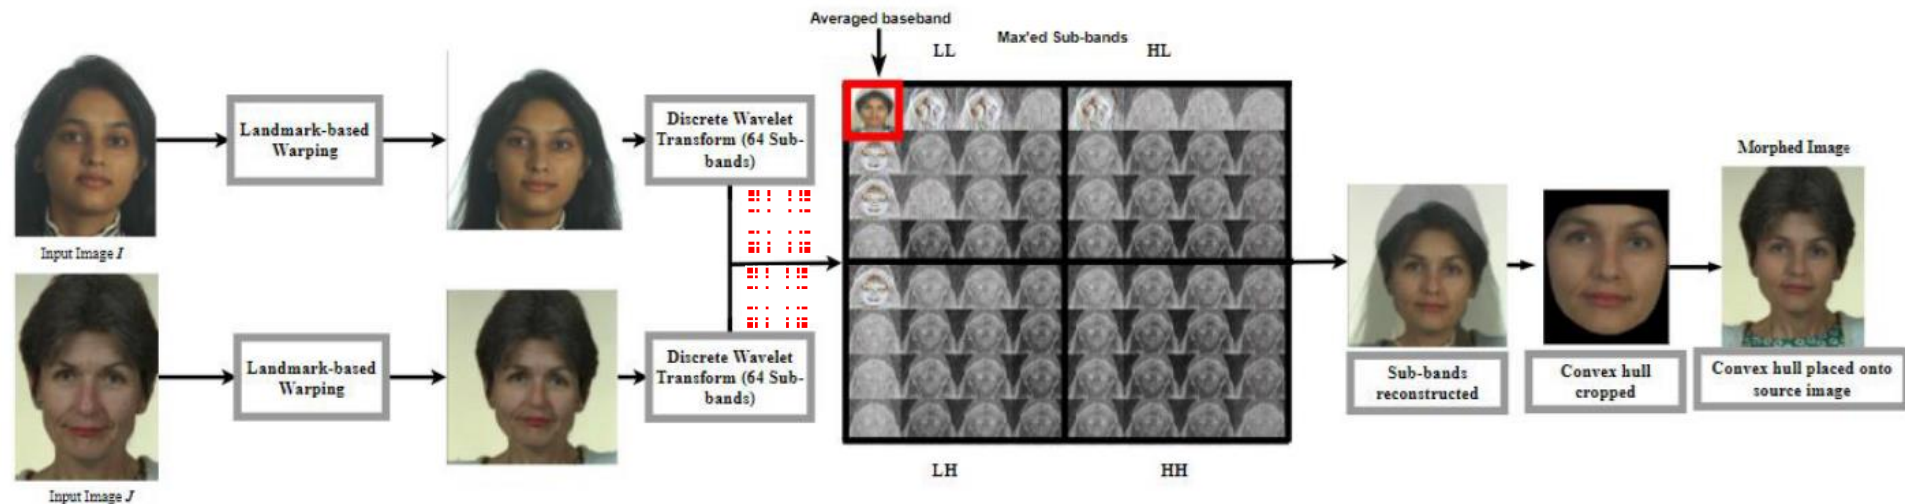 Averaged baseband
Max'ed Sub-bands
LL
HL
Landmark-based
Warping
Discrete Wavelet
Transform (64 Sub-
bands)
Input Image I
Morphed Image
Landmark-based
Warping
Discrete Wavelet
Transform (64 Sub-
bands)
Input Image J
LH
HH
Sub-bands
reconstructed
Convex hull
cropped
Convex hull placed onto
source image